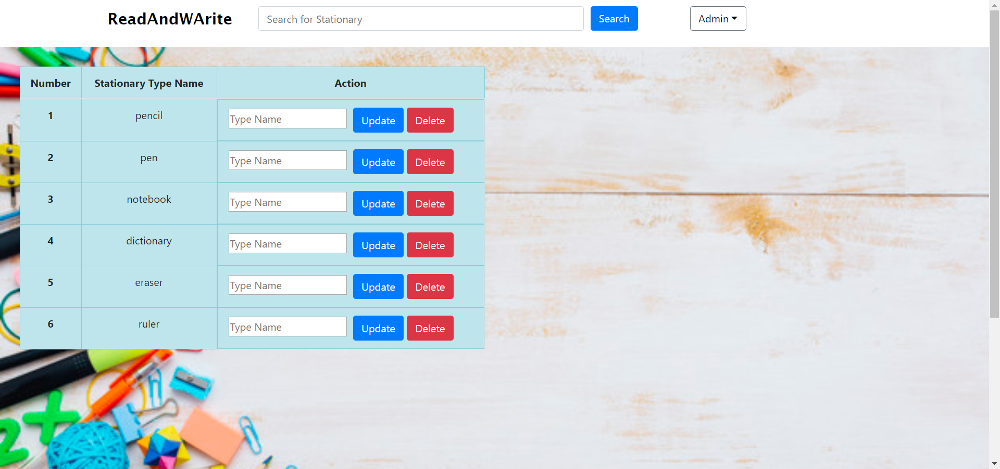 ReadAndWArite Search for Stationary Search Admin
Number Stationary Type Name Action
1 pencil Type Name Update Delete
2 pen Type Name Update Delete
3 notebook Type Name Update Delete
4 dictionary Type Name Update Delete
5 eraser Type Name Update Delete
6 ruler Type Name Update Delete